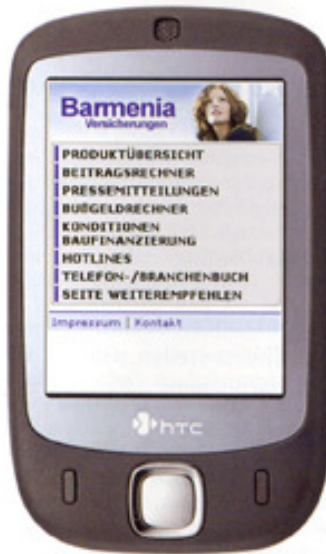 Barmenia
Versicherungen
PRODUKTÜBERSICHT
BEITRAGSRECHNER
PRESSEMITTEILUNGEN
BUßGELDRECHNER
KONDITIONEN
BAUFINANZIERUNG
HOTLINES
TELEFON-/BRANCHENBUCH
SEITE WEITEREMPFEHLEN
Impressum | Kontakt
hTC